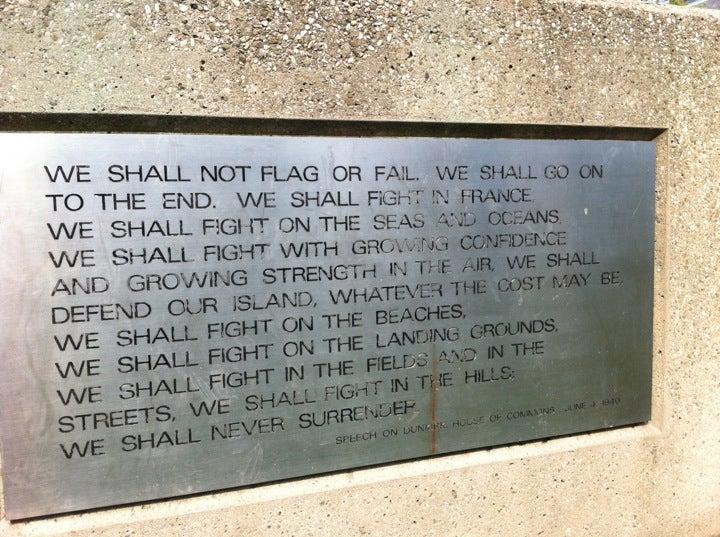 WE SHALL NOT FLAG OR FAIL. WE SHALL GO ON
TO THE END. WE SHALL FIGHT IN FRANCE,
WE SHALL FIGHT ON THE SEAS AND OCEANS,
WE SHALL FIGHT WITH GROWING CONFIDENCE
AND GROWING STRENGTH IN THE AIR, WE SHALL
DEFEND OUR ISLAND, WHATEVER THE COST MAY BE,
WE SHALL FIGHT ON THE BEACHES,
WE SHALL FIGHT ON THE LANDING GROUNDS,
WE SHALL FIGHT IN THE FIELDS AND IN THE
STREETS, WE SHALL FIGHT IN THE HILLS;
WE SHALL NEVER SURRENDER
SPEECH ON DUNKIRK, HOUSE OF COMMONS, JUNE 4, 1940